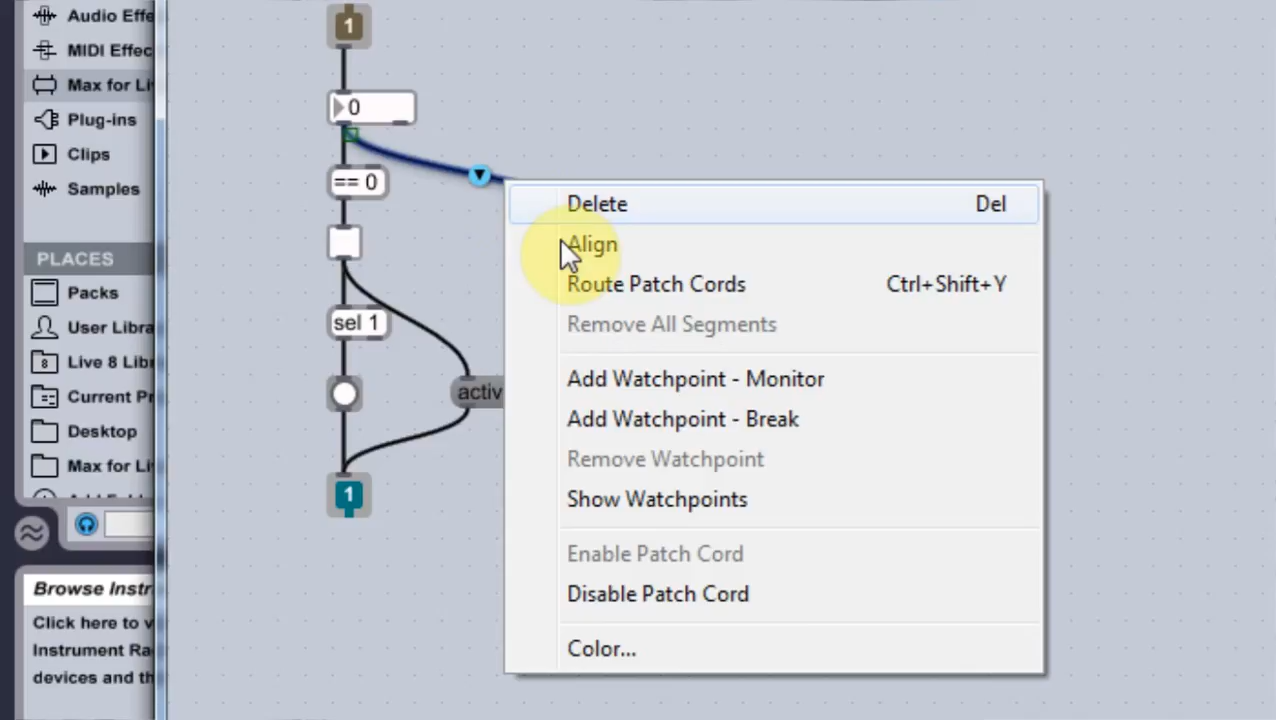 Audio Effe
MIDI Effec
Max for Li
Plug-ins
Clips
Samples
PLACES
Packs
User Libra
Live 8 Libr
Current Pr
Desktop
Max for Li
Browse Instr
Click here to v
Instrument Ra
devices and th
1
0
== 0
sel 1
activ
1
Delete Del
Align
Route Patch Cords Ctrl+Shift+Y
Remove All Segments
Add Watchpoint - Monitor
Add Watchpoint - Break
Remove Watchpoint
Show Watchpoints
Enable Patch Cord
Disable Patch Cord
Color...